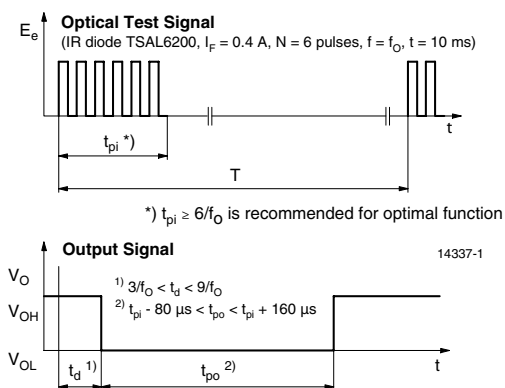 Optical Test Signal
E_e
(IR diode TSAL6200, I_F = 0.4 A, N = 6 pulses, f = f_O, t = 10 ms)
t
t_pi *)
T
*) t_pi ≥ 6/f_O is recommended for optimal function
Output Signal
14337-1
V_O
1) 3/f_O < t_d < 9/f_O
V_OH
2) t_pi - 80 µs < t_po < t_pi + 160 µs
V_OL
t
t_d 1)
t_po 2)